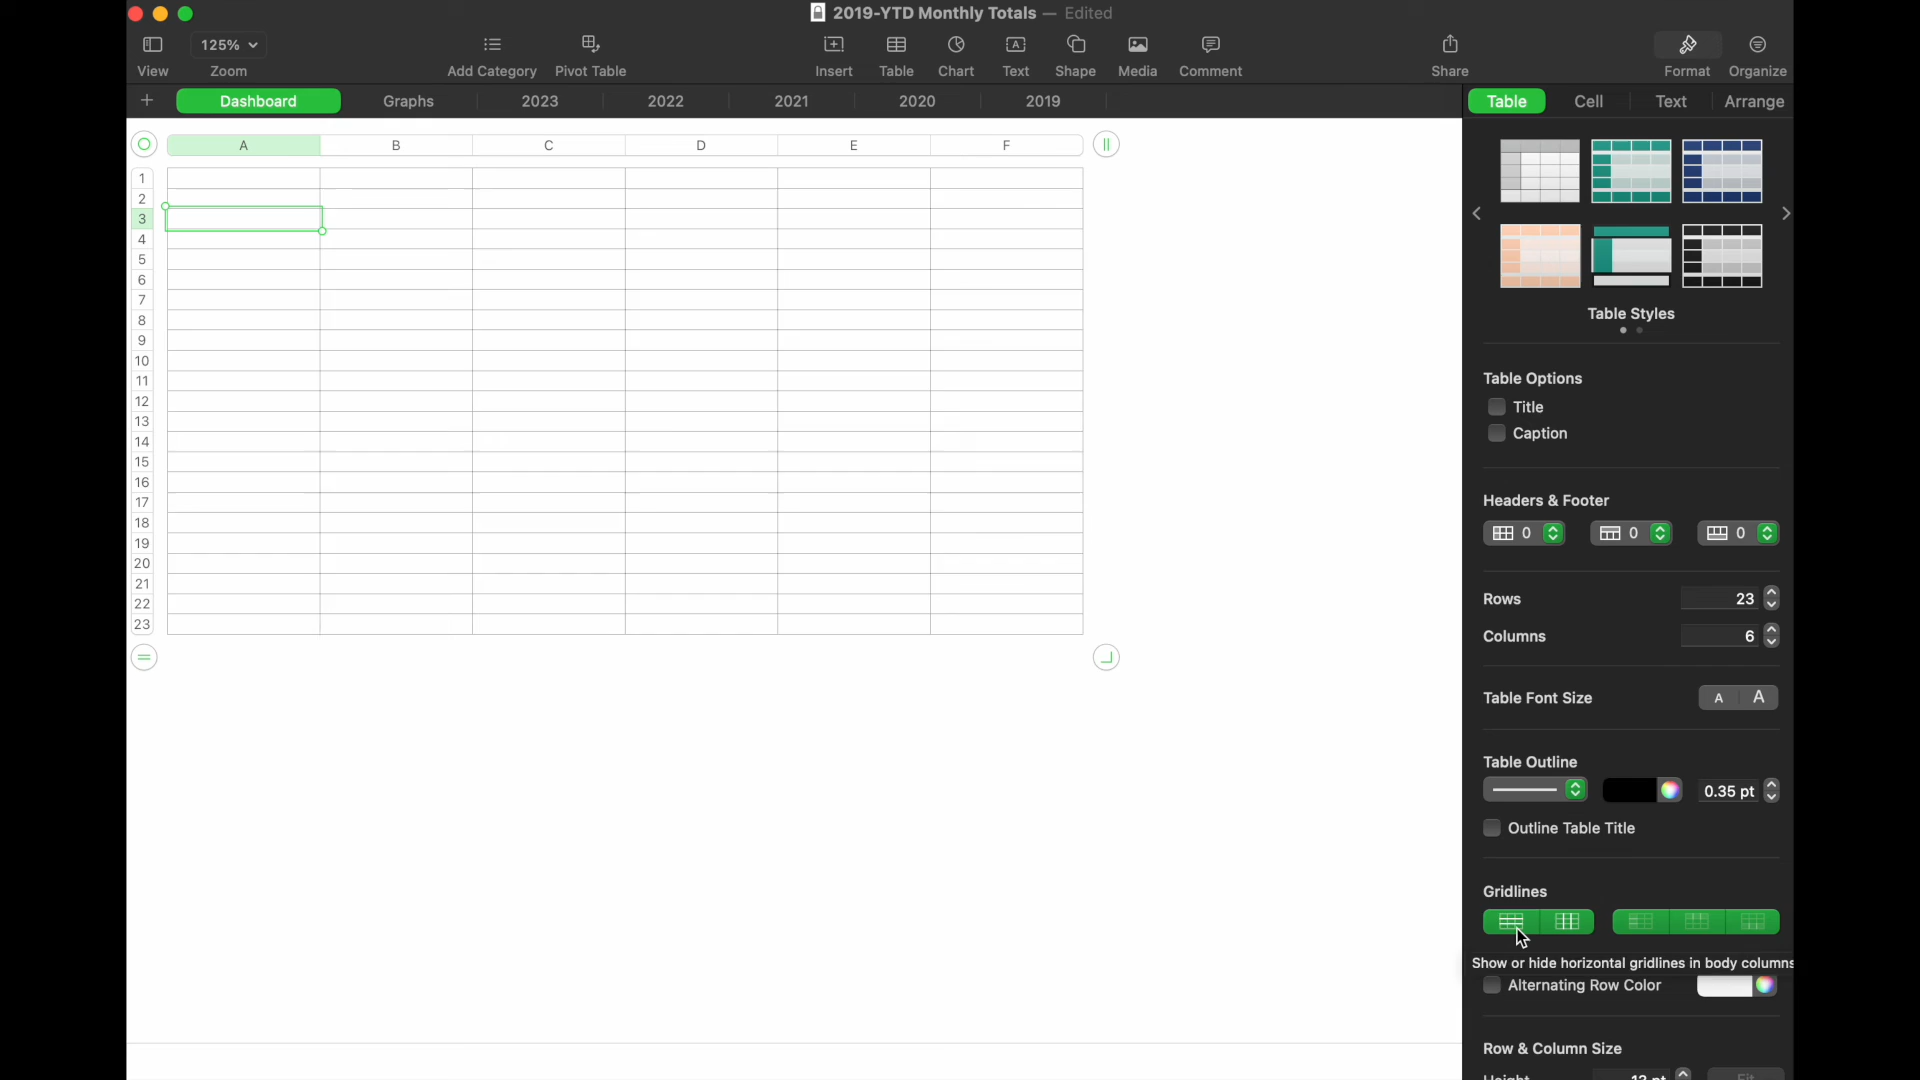 2019-YTD Monthly Totals — Edited
125%
View Zoom Add Category Pivot Table Insert Table Chart Text Shape Media Comment Share Format Organize
+ Dashboard Graphs 2023 2022 2021 2020 2019 Table Cell Text Arrange
A B C D E F
1
2
3
4
5
6
7
8
9
10
11
12
13
14
15
16
17
18
19
20
21
22
23
Table Styles
Table Options
Title
Caption
Headers & Footer
0 0 0
Rows 23
Columns 6
Table Font Size A A
Table Outline
0.35 pt
Outline Table Title
Gridlines
Show or hide horizontal gridlines in body columns
Alternating Row Color
Row & Column Size
Height 13 pt Fit